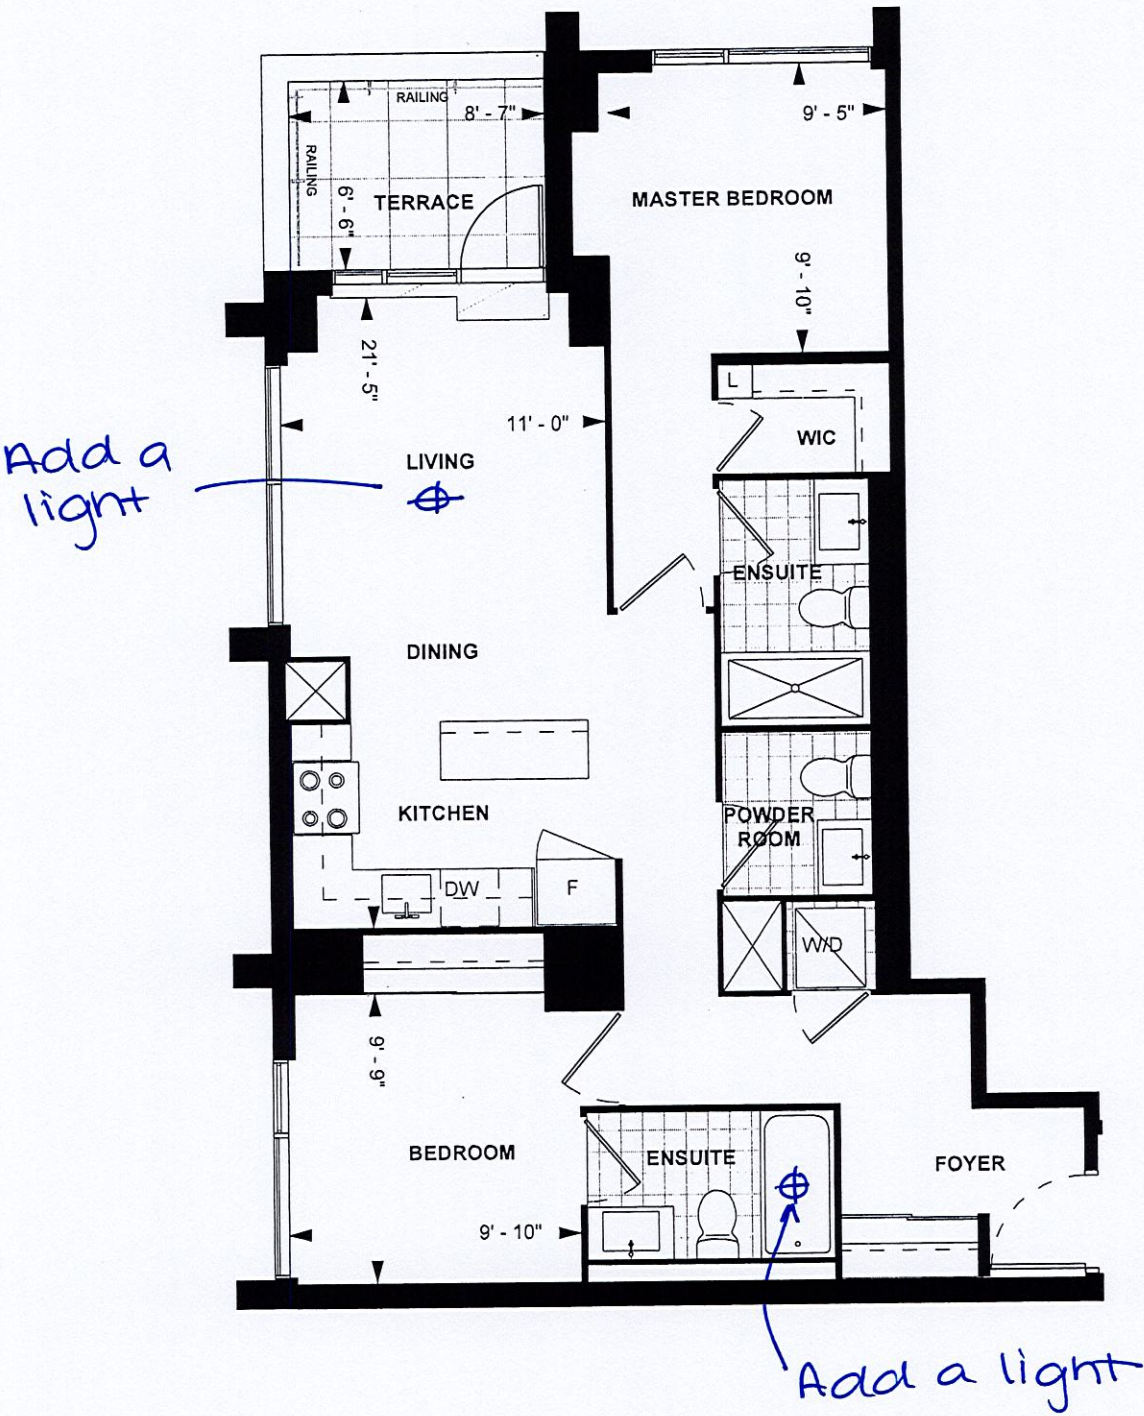 RAILING
8' - 7"
9' - 5"
RAILING
6' - 6"
TERRACE
MASTER BEDROOM
9' - 10"
21' - 5"
L
11' - 0"
WIC
Add a
light
LIVING
ENSUITE
DINING
KITCHEN
POWDER
ROOM
DW
F
W/D
9' - 9"
BEDROOM
ENSUITE
FOYER
9' - 10"
Add a light